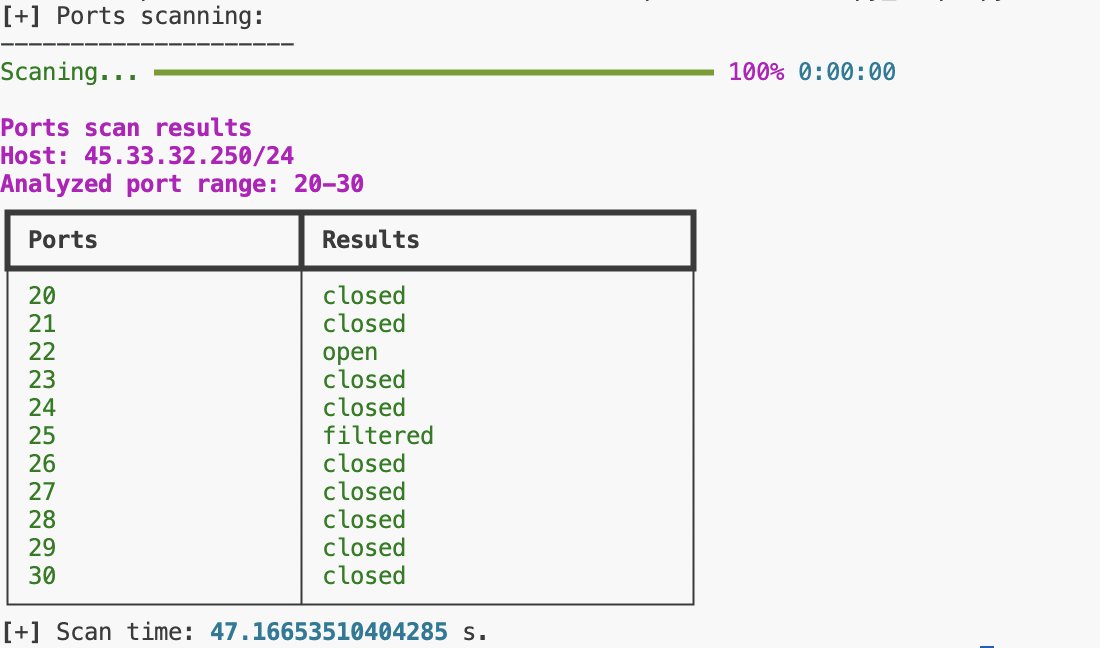 [+] Ports scanning:
---------------------
Scaning... 100% 0:00:00
Ports scan results
Host: 45.33.32.250/24
Analyzed port range: 20-30
Ports Results
20 closed
21 closed
22 open
23 closed
24 closed
25 filtered
26 closed
27 closed
28 closed
29 closed
30 closed
[+] Scan time: 47.16653510404285 s.